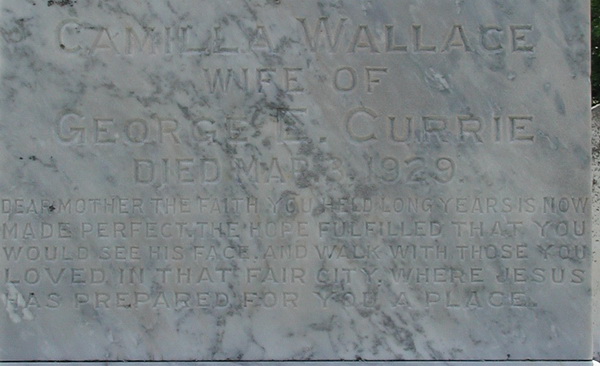 CAMILLA WALLACE
WIFE OF
GEORGE E. CURRIE
DIED MAR 3, 1929.
DEAR MOTHER THE FAITH YOU HELD LONG YEARS IS NOW
MADE PERFECT, THE HOPE FULFILLED THAT YOU
WOULD SEE HIS FACE, AND WALK WITH THOSE YOU
LOVED IN THAT FAIR CITY, WHERE JESUS
HAS PREPARED FOR YOU A PLACE.